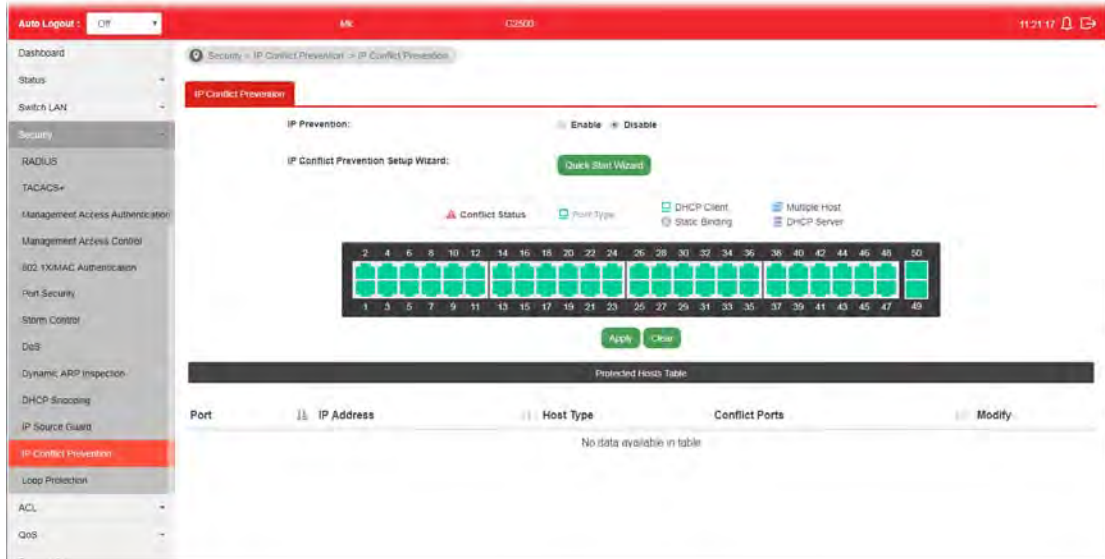 Auto Logout : Off
Mk
G2500
11:21:17
Dashboard
Status
Switch LAN
Security
RADIUS
TACACS+
Management Access Authentication
Management Access Control
802.1X/MAC Authentication
Port Security
Storm Control
DoS
Dynamic ARP Inspection
DHCP Snooping
IP Source Guard
IP Conflict Prevention
Loop Protection
ACL
QoS
Security > IP Conflict Prevention > IP Conflict Prevention
IP Conflict Prevention
IP Prevention: Enable Disable
IP Conflict Prevention Setup Wizard: Quick Start Wizard
Conflict Status Port Type DHCP Client Multiple Host
Static Binding DHCP Server
2 4 6 8 10 12 14 16 18 20 22 24 26 28 30 32 34 36 38 40 42 44 46 48 50
1 3 5 7 9 11 13 15 17 19 21 23 25 27 29 31 33 35 37 39 41 43 45 47 49
Apply Clear
Protected Hosts Table
Port IP Address Host Type Conflict Ports Modify
No data available in table